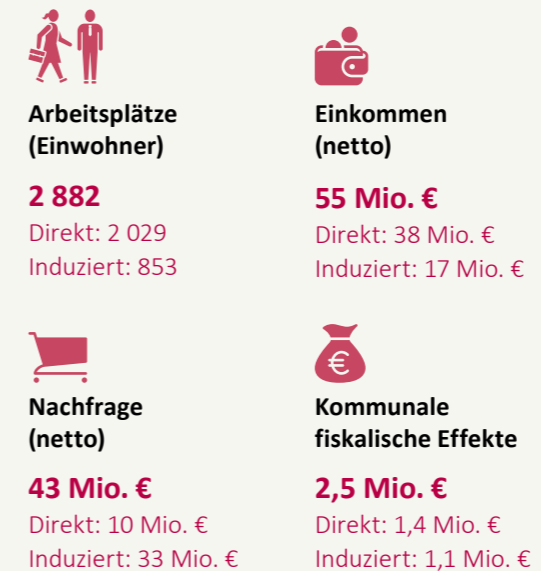 Arbeitsplätze
(Einwohner)
2 882
Direkt: 2 029
Induziert: 853
Einkommen
(netto)
55 Mio. €
Direkt: 38 Mio. €
Induziert: 17 Mio. €
Nachfrage
(netto)
43 Mio. €
Direkt: 10 Mio. €
Induziert: 33 Mio. €
€
Kommunale
fiskalische Effekte
2,5 Mio. €
Direkt: 1,4 Mio. €
Induziert: 1,1 Mio. €